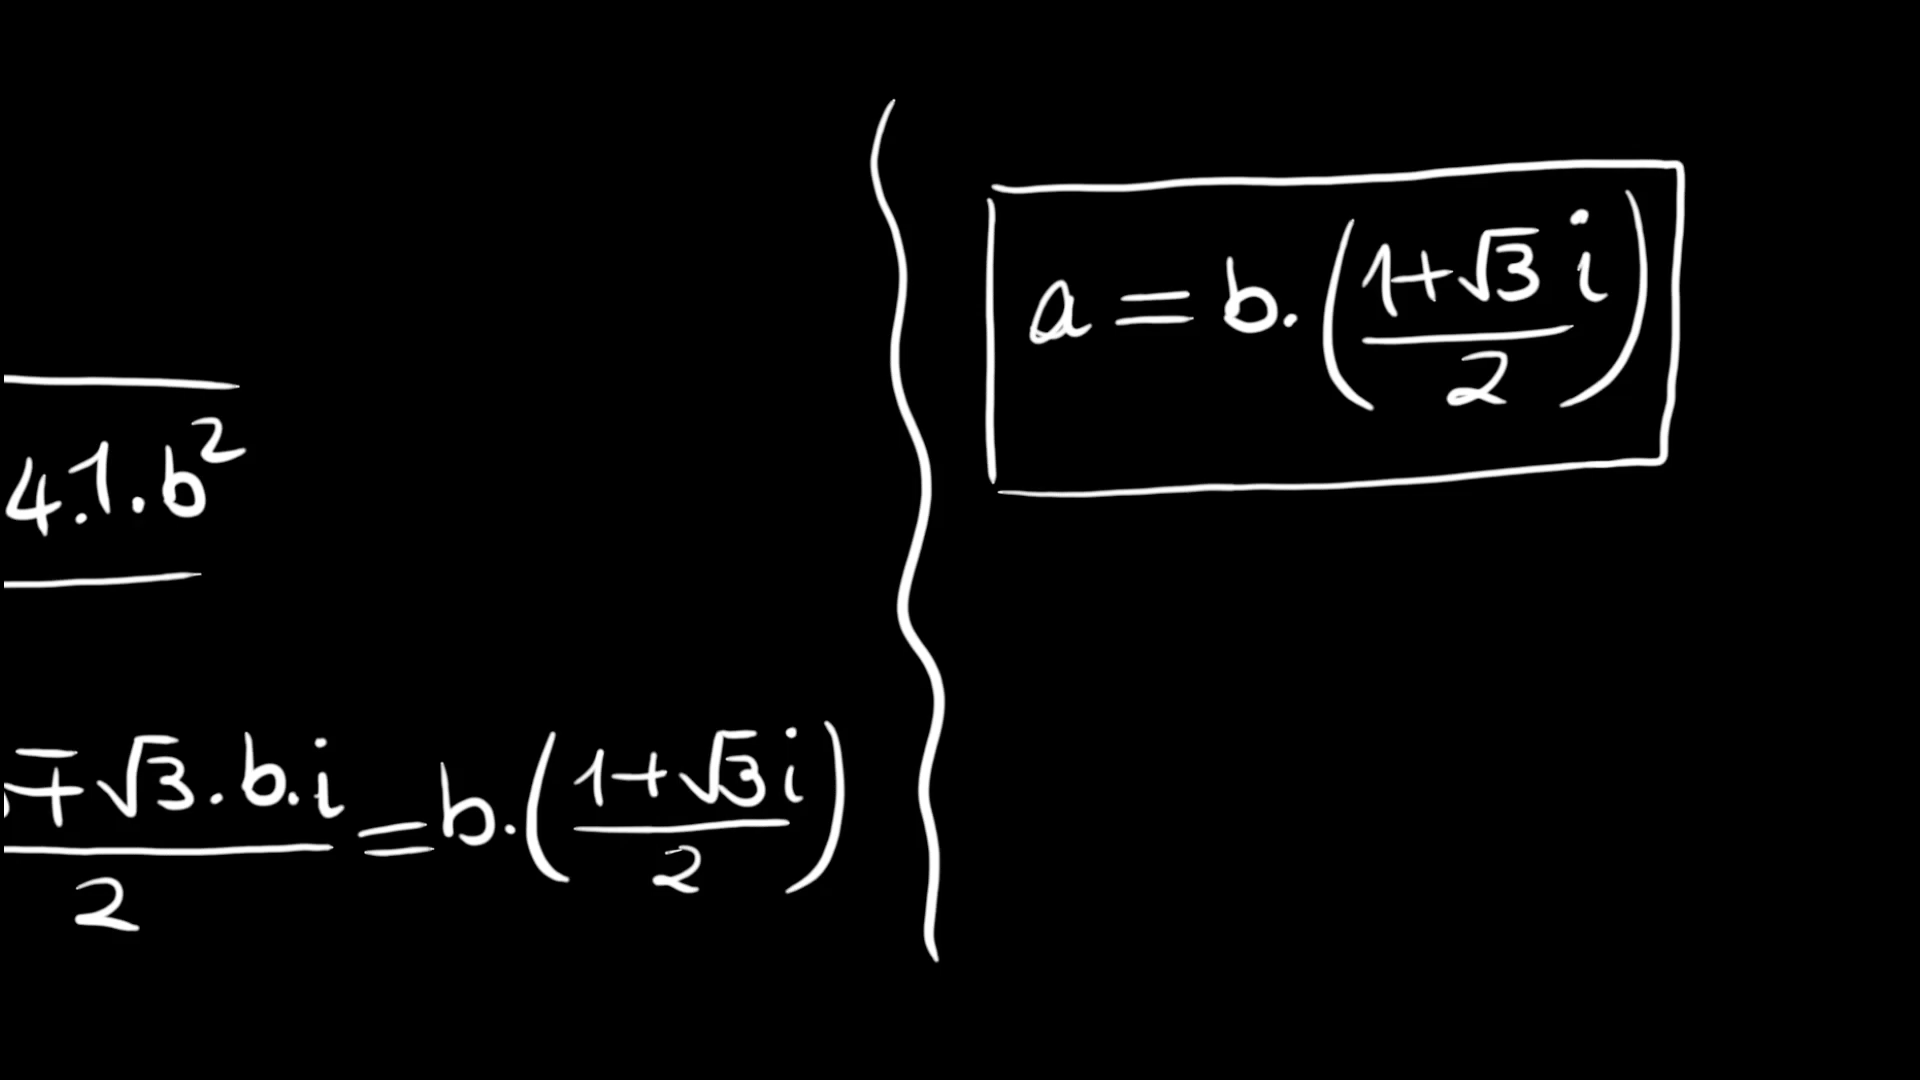 4.1.b²
∓√3.b.i / 2 = b.((1+√3i)/2)
a = b.((1+√3 i)/2)